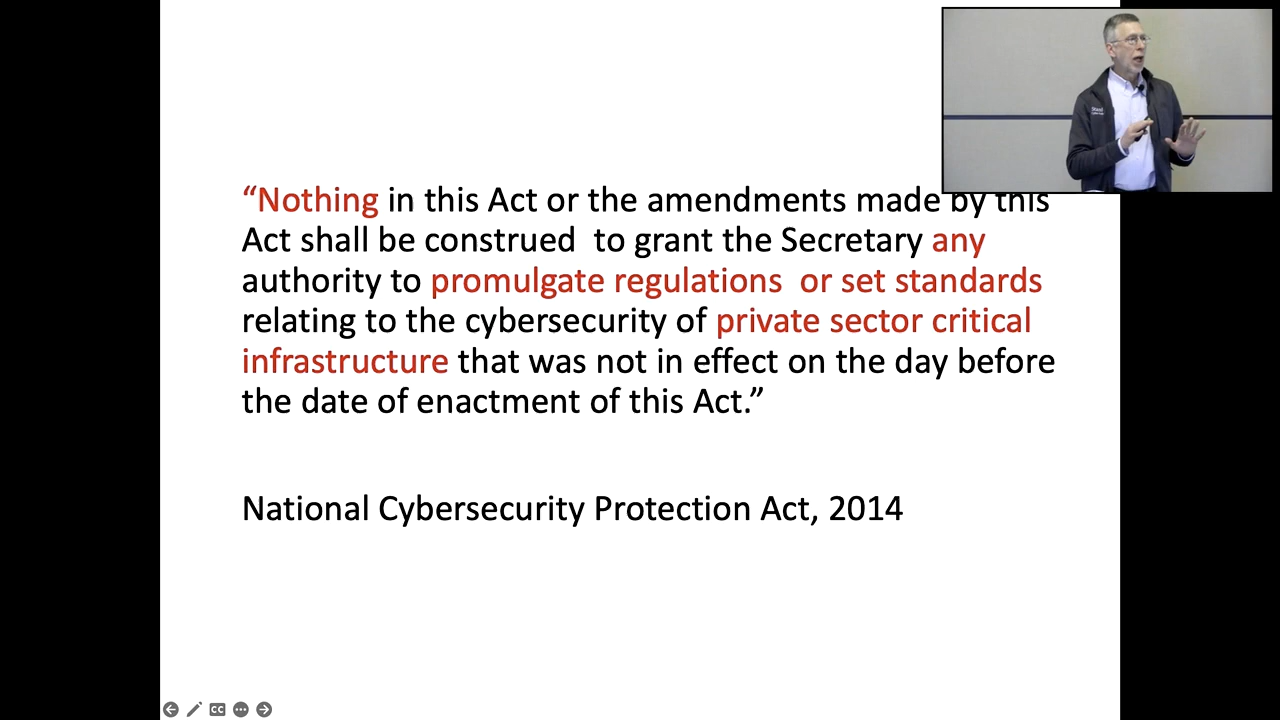 “Nothing in this Act or the amendments made by this
Act shall be construed  to grant the Secretary any
authority to promulgate regulations  or set standards
relating to the cybersecurity of private sector critical
infrastructure that was not in effect on the day before
the date of enactment of this Act.”
National Cybersecurity Protection Act, 2014
CC